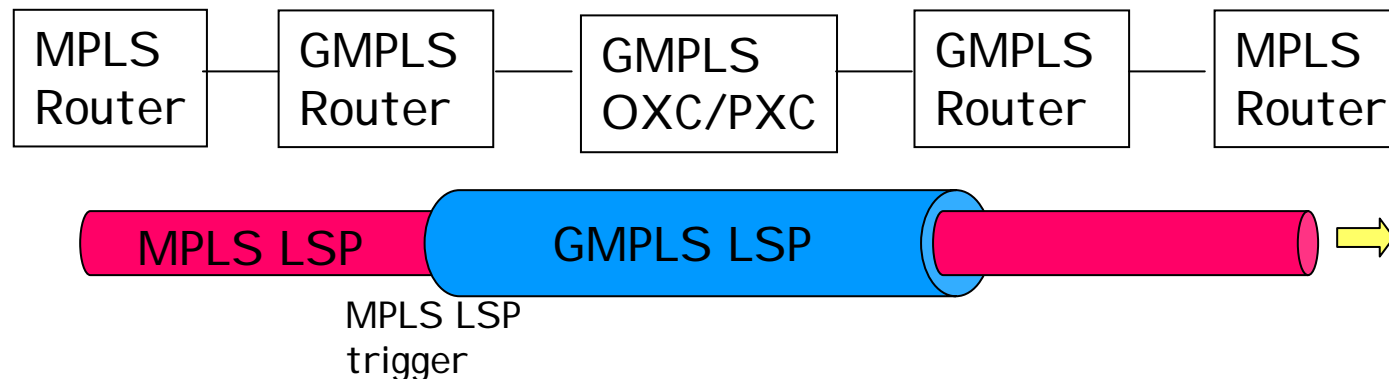 MPLS
Router
GMPLS
Router
GMPLS
OXC/PXC
GMPLS
Router
MPLS
Router
MPLS LSP
GMPLS LSP
MPLS LSP
trigger